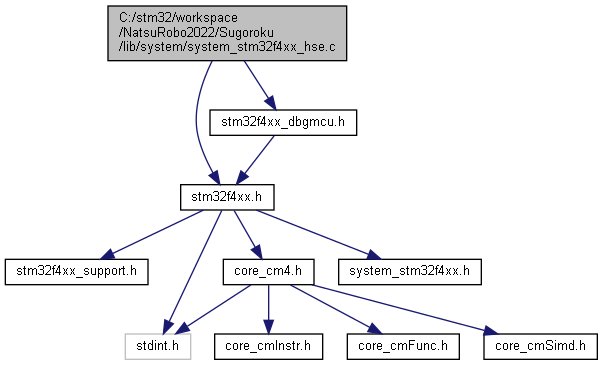 C:/stm32/workspace
/NatsuRobo2022/Sugoroku
/lib/system/system_stm32f4xx_hse.c
stm32f4xx_dbgmcu.h
stm32f4xx.h
stm32f4xx_support.h
core_cm4.h
system_stm32f4xx.h
stdint.h
core_cmInstr.h
core_cmFunc.h
core_cmSimd.h